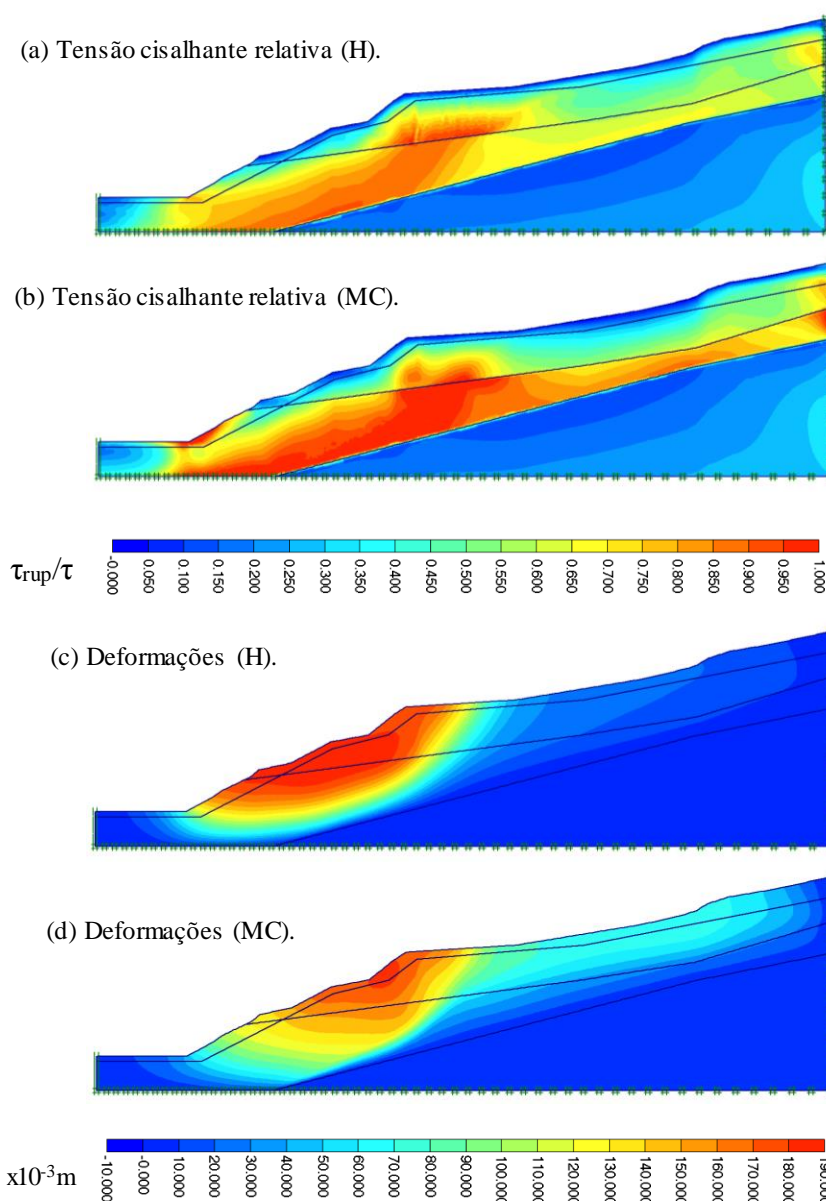 (a) Tensão cisalhante relativa (H).
(b) Tensão cisalhante relativa (MC).
τrup/τ
-0.000 0.050 0.100 0.150 0.200 0.250 0.300 0.350 0.400 0.450 0.500 0.550 0.600 0.650 0.700 0.750 0.800 0.850 0.900 0.950 1.000
(c) Deformações (H).
(d) Deformações (MC).
x10⁻³m
-10.000 -0.000 10.000 20.000 30.000 40.000 50.000 60.000 70.000 80.000 90.000 100.000 110.000 120.000 130.000 140.000 150.000 160.000 170.000 180.000